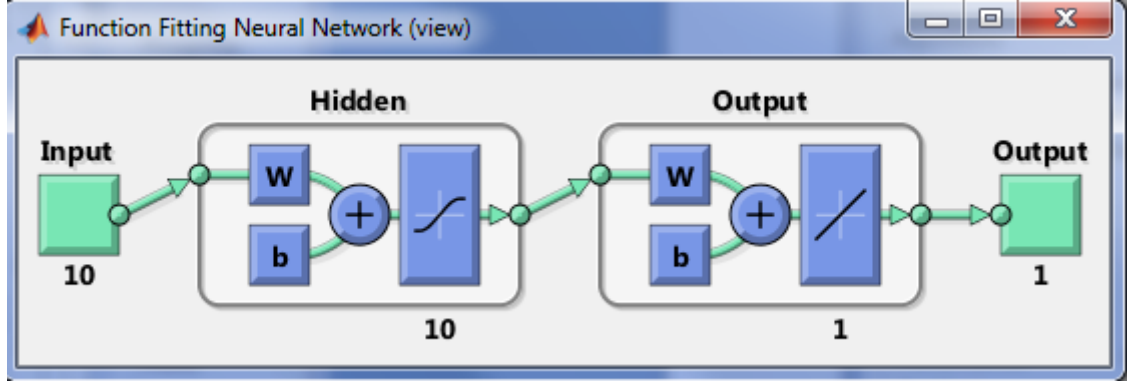 Function Fitting Neural Network (view)
Hidden
Output
Input
Output
W
W
+
+
b
b
10
1
10
1